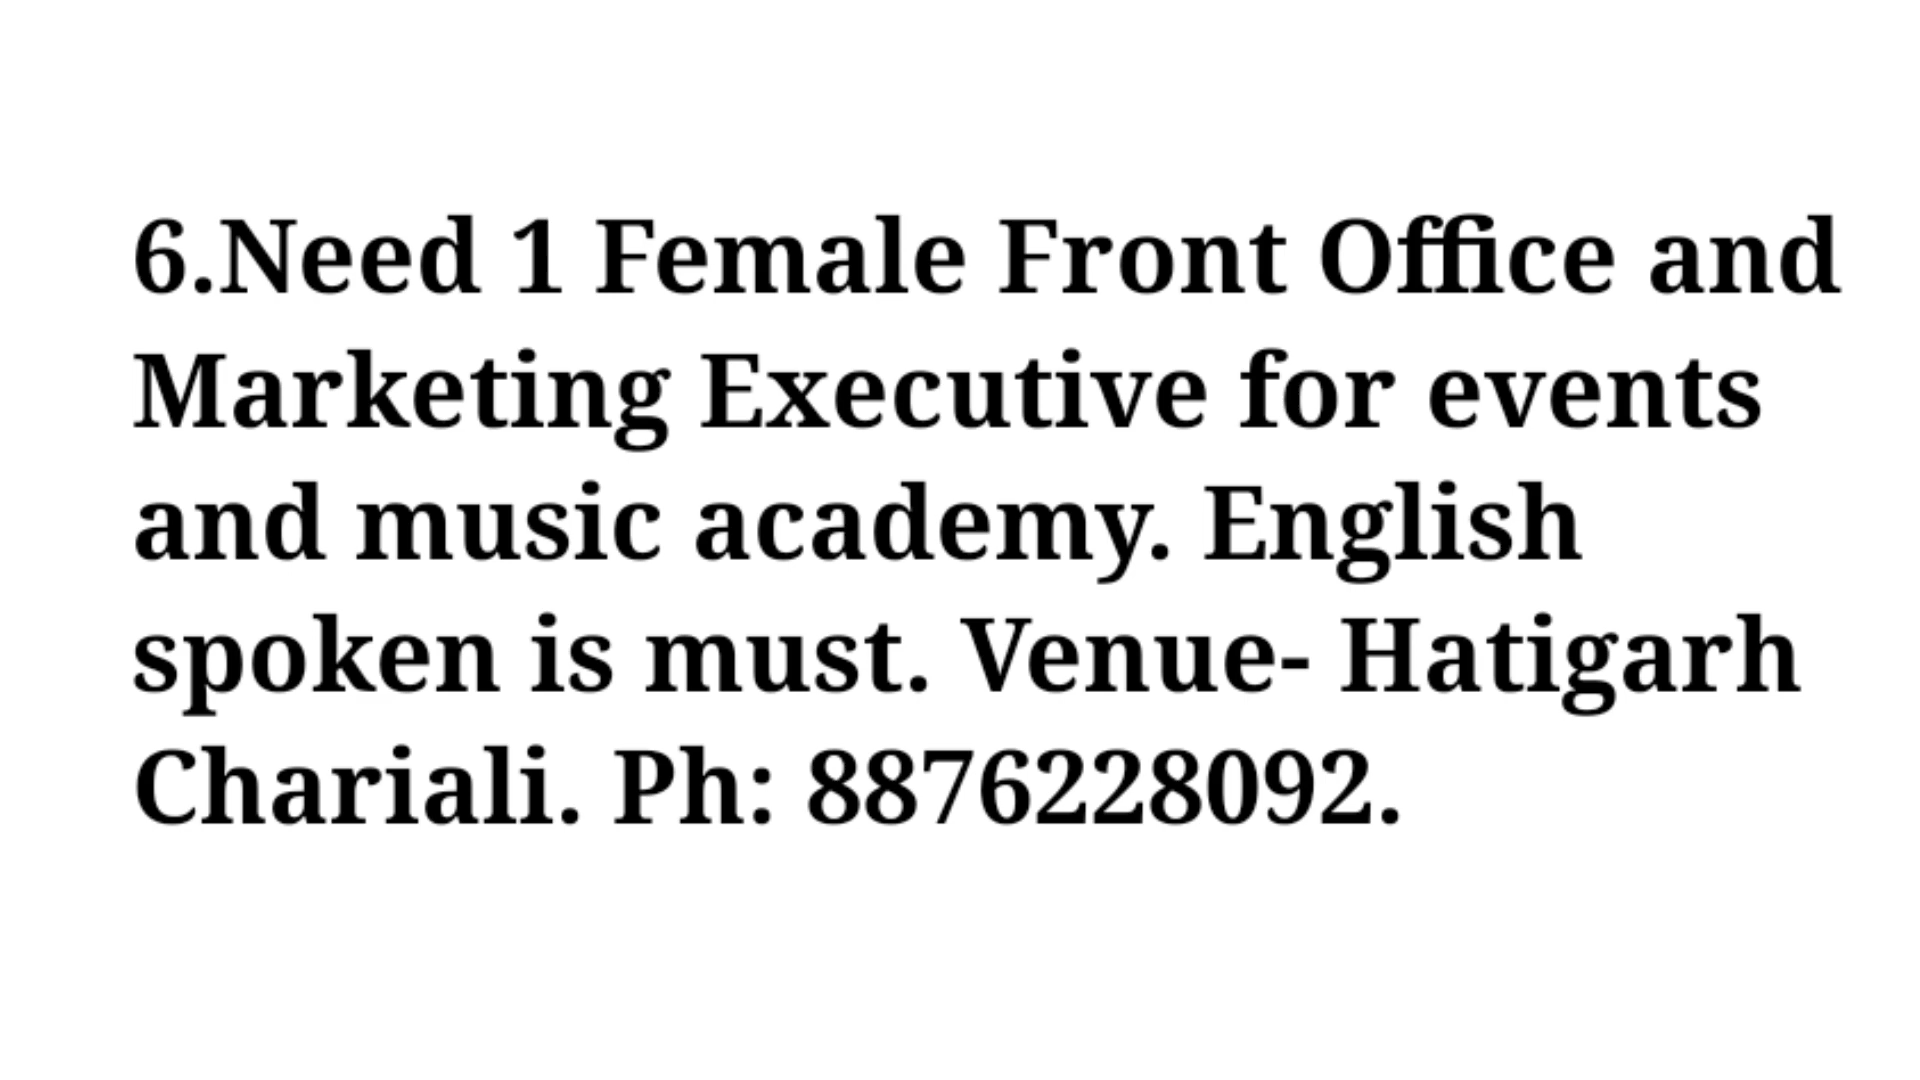 6.Need 1 Female Front Office and
Marketing Executive for events
and music academy. English
spoken is must. Venue- Hatigarh
Chariali. Ph: 8876228092.